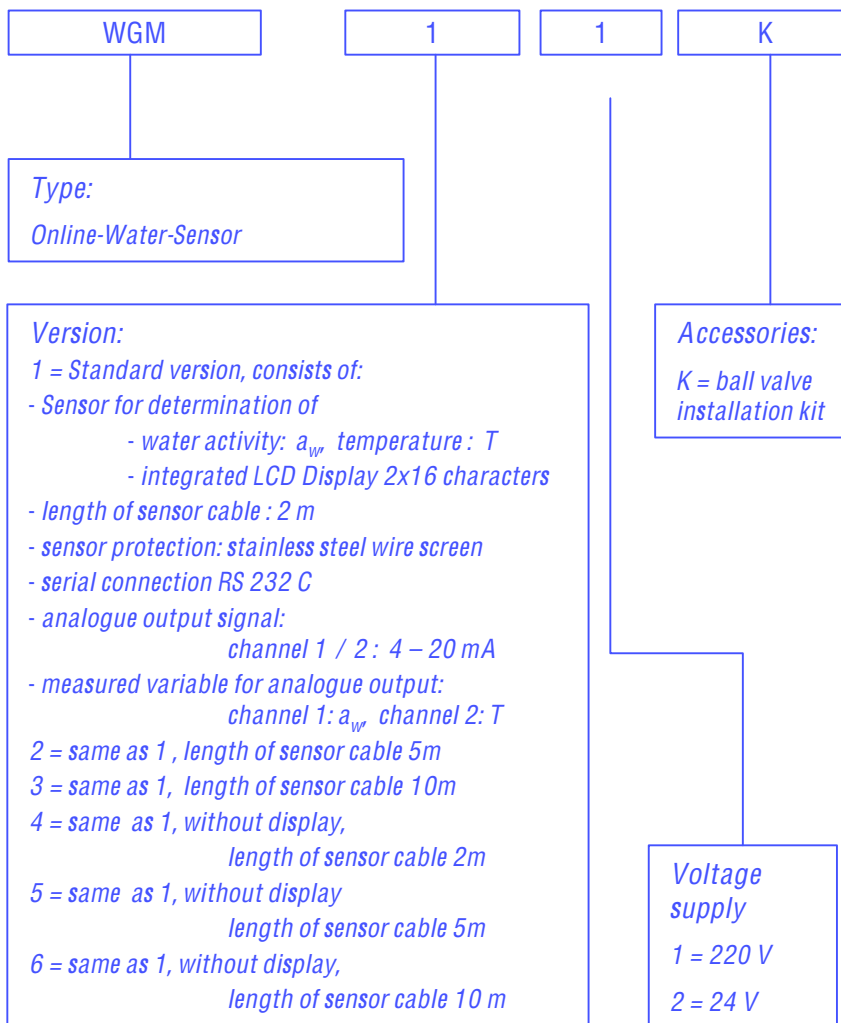 WGM 1 1 K
Type:
Online-Water-Sensor
Version:
1 = Standard version, consists of:
- Sensor for determination of
- water activity: aw, temperature : T
- integrated LCD Display 2x16 characters
- length of sensor cable : 2 m
- sensor protection: stainless steel wire screen
- serial connection RS 232 C
- analogue output signal:
channel 1 / 2 : 4 – 20 mA
- measured variable for analogue output:
channel 1: aw, channel 2: T
2 = same as 1 , length of sensor cable 5m
3 = same as 1, length of sensor cable 10m
4 = same as 1, without display,
length of sensor cable 2m
5 = same as 1, without display
length of sensor cable 5m
6 = same as 1, without display,
length of sensor cable 10 m
Accessories:
K = ball valve
installation kit
Voltage
supply
1 = 220 V
2 = 24 V